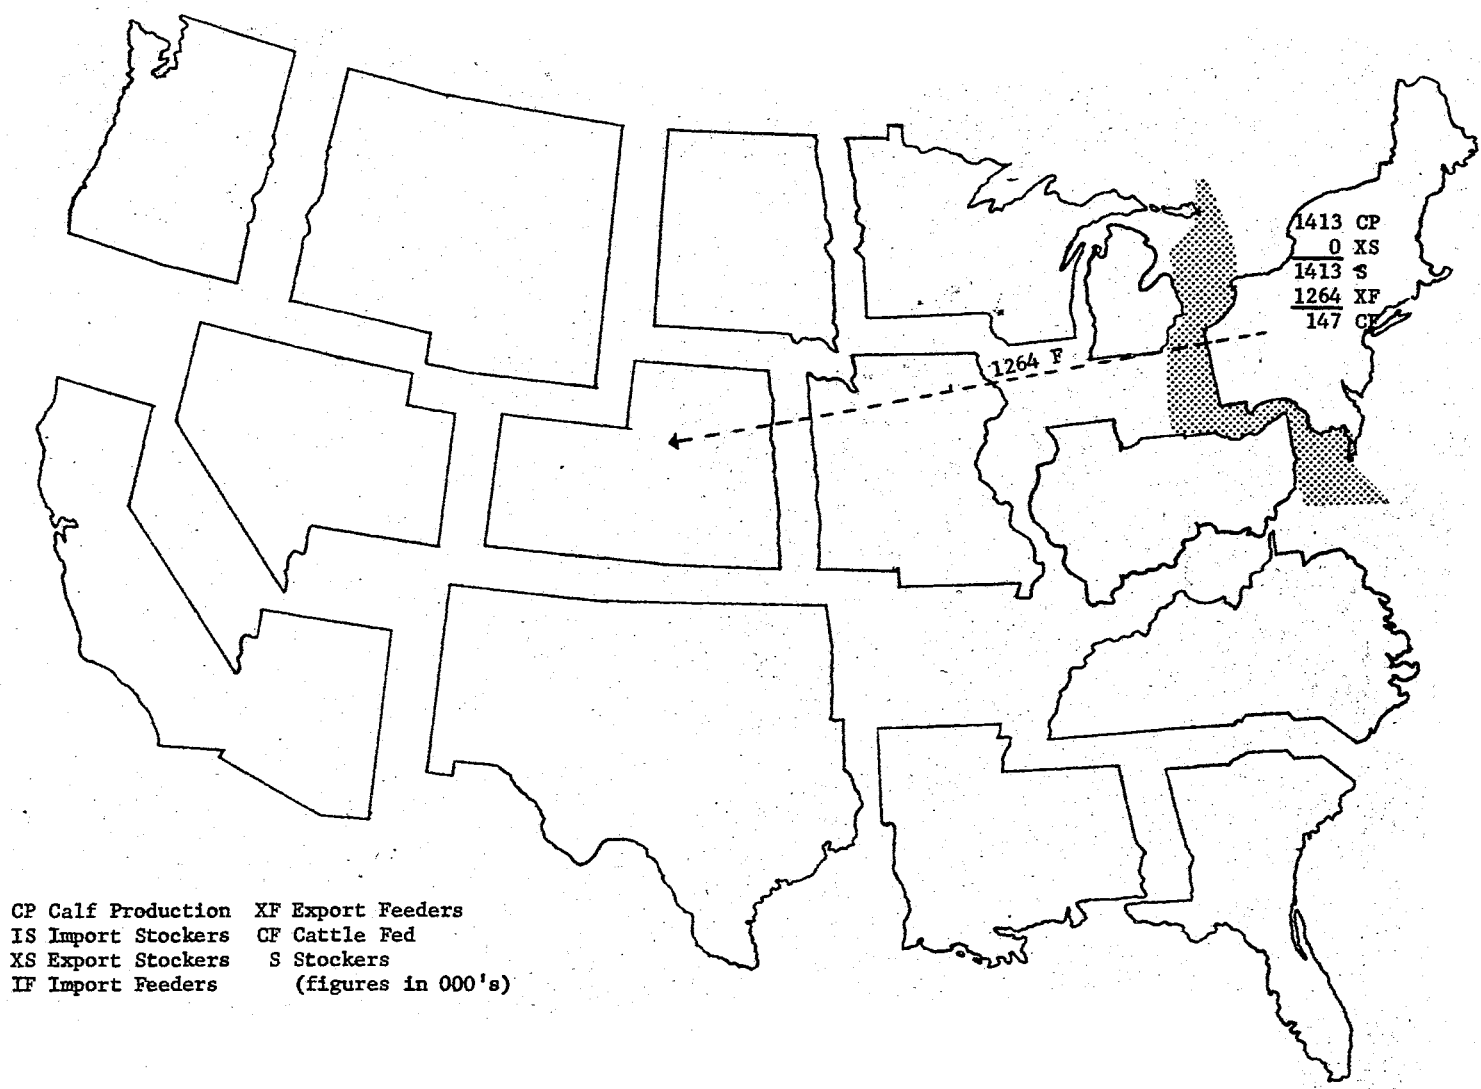 1413 CP
0 XS
1413 S
1264 XF
147 CF
1264 F
CP Calf Production XF Export Feeders
IS Import Stockers CF Cattle Fed
XS Export Stockers S Stockers
IF Import Feeders (figures in 000's)